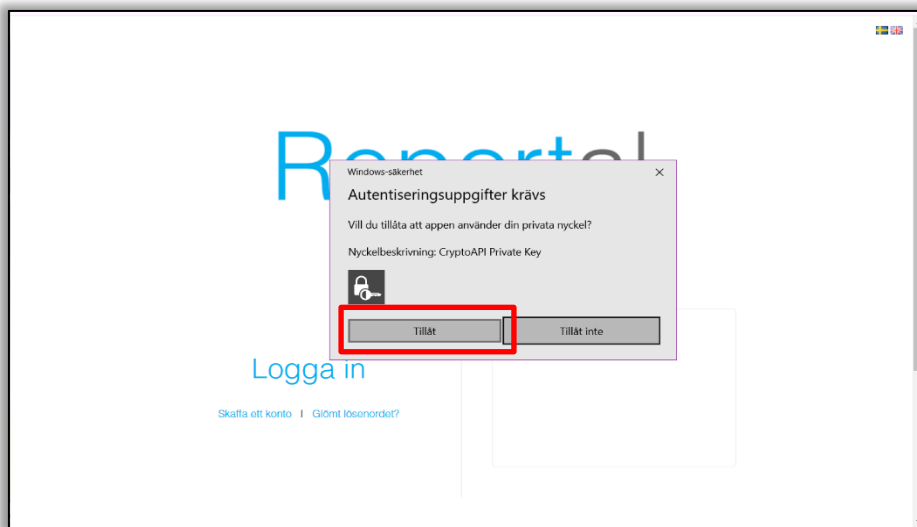 Windows-säkerhet
Autentiseringsuppgifter krävs
Vill du tillåta att appen använder din privata nyckel?
Nyckelbeskrivning: CryptoAPI Private Key
Tillåt
Tillåt inte
Logga in
Skaffa ett konto I Glömt lösenordet?